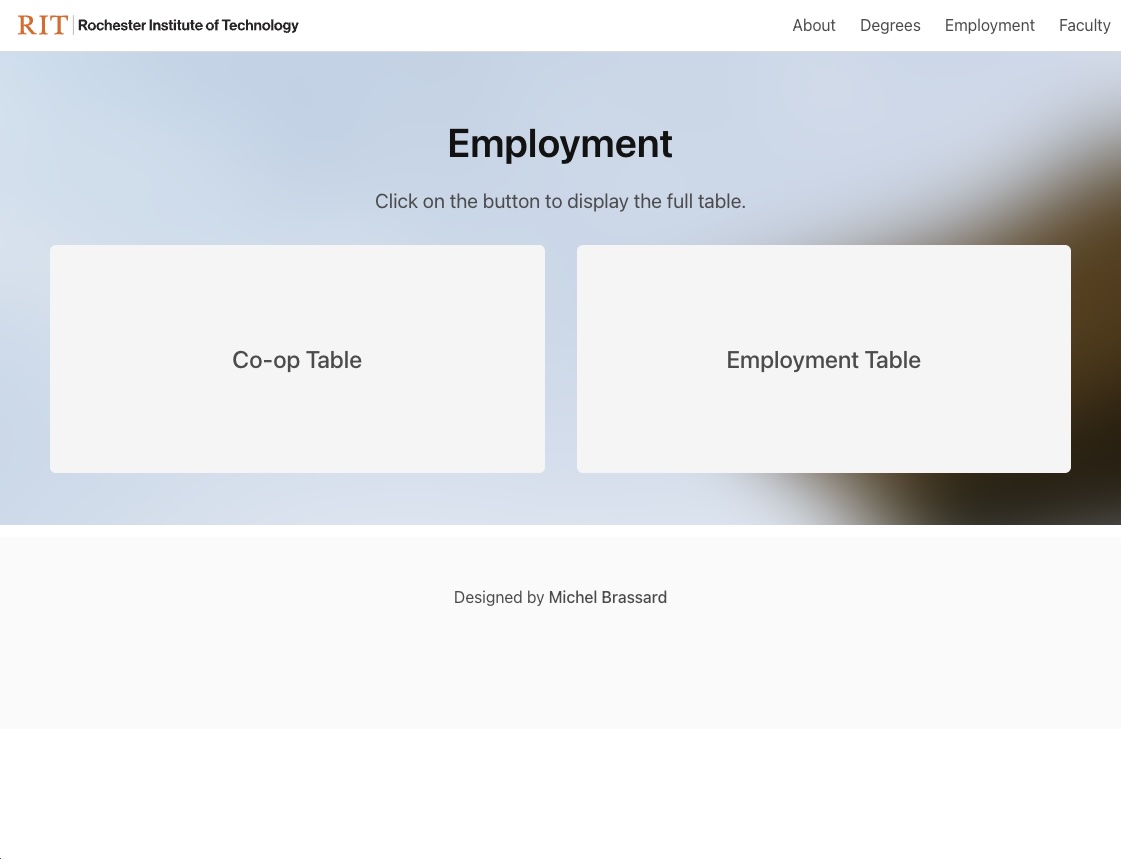 RIT | Rochester Institute of Technology
About Degrees Employment Faculty
Employment
Click on the button to display the full table.
Co-op Table
Employment Table
Designed by Michel Brassard